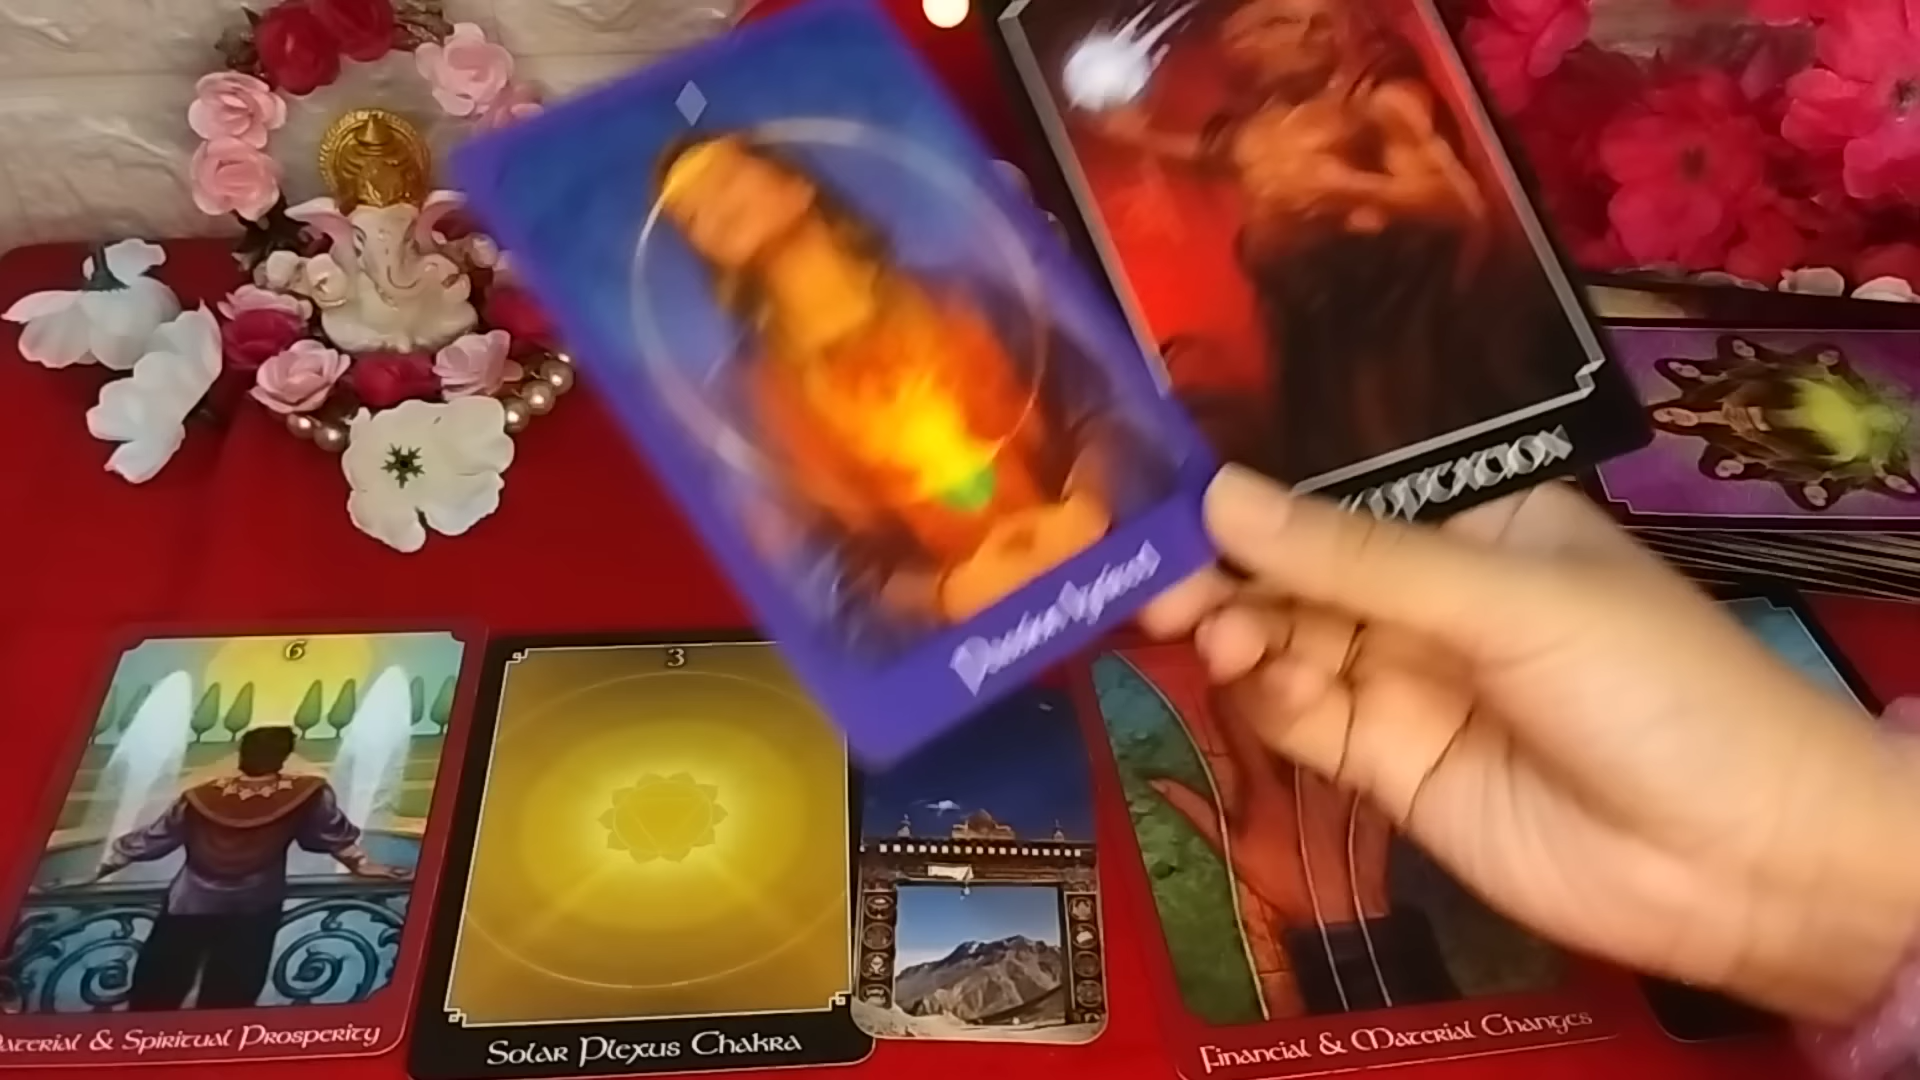 6
3
Material & Spiritual Prosperity
Solar Plexus Chakra
Financial & Material Changes